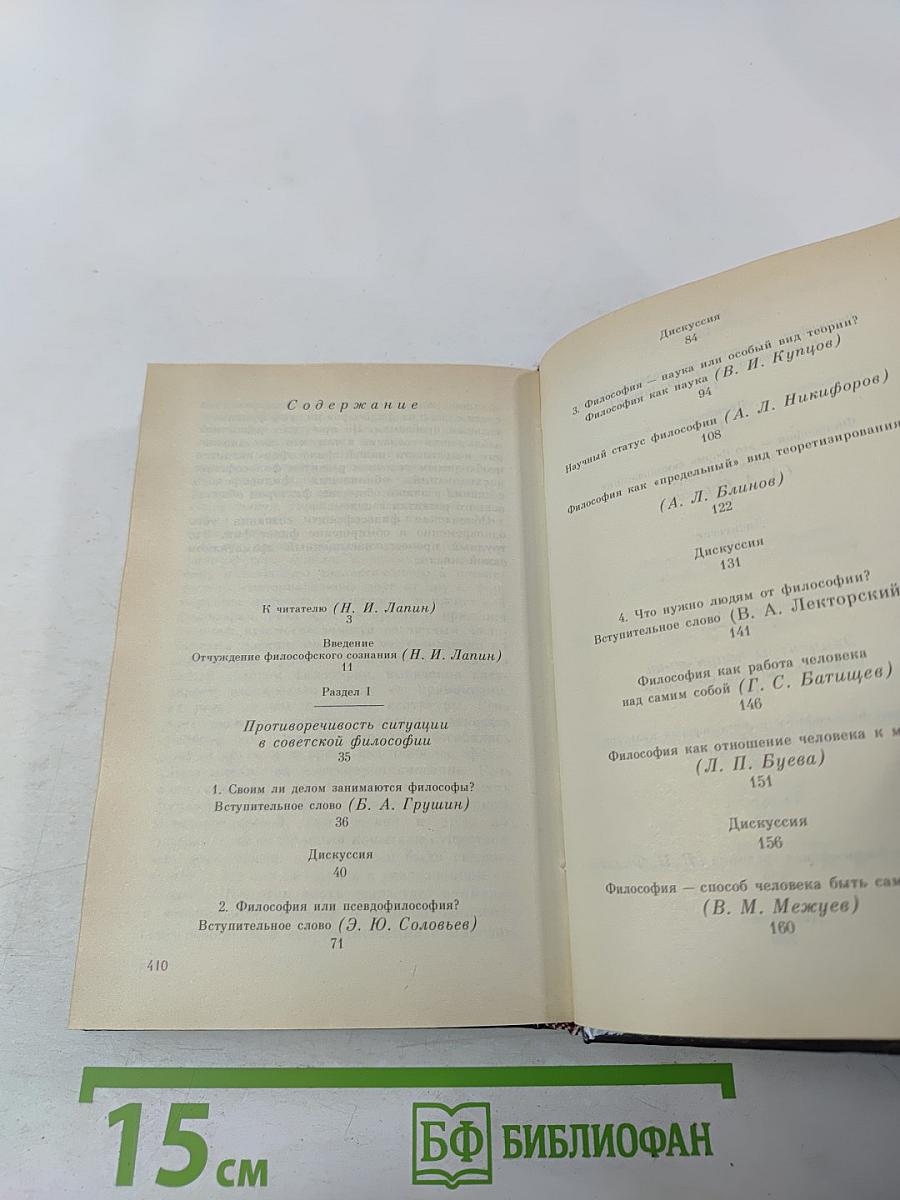 Содержание
К читателю (Н. И. Лапин)
3
Введение
Отчуждение философского сознания (Н. И. Лапин)
11
Раздел I
Противоречивость ситуации
в советской философии
35
1. Своим ли делом занимаются философы?
Вступительное слово (Б. А. Грушин)
36
Дискуссия
40
2. Философия или псевдофилософия?
Вступительное слово (Э. Ю. Соловьев)
71
410
Дискуссия
84
3. Философия — наука или особый вид теории?
Философия как наука (В. И. Купцов)
94
Научный статус философии (А. Л. Никифоров)
108
Философия как «предельный» вид теоретизирования
(А. Л. Блинов)
122
Дискуссия
131
4. Что нужно людям от философии?
Вступительное слово (В. А. Лекторский
141
Философия как работа человека
над самим собой (Г. С. Батищев)
146
Философия как отношение человека к м
(Л. П. Буева)
151
Дискуссия
156
Философия — способ человека быть сам
(В. М. Межуев)
160
15 см
БФ БИБЛИОФАН